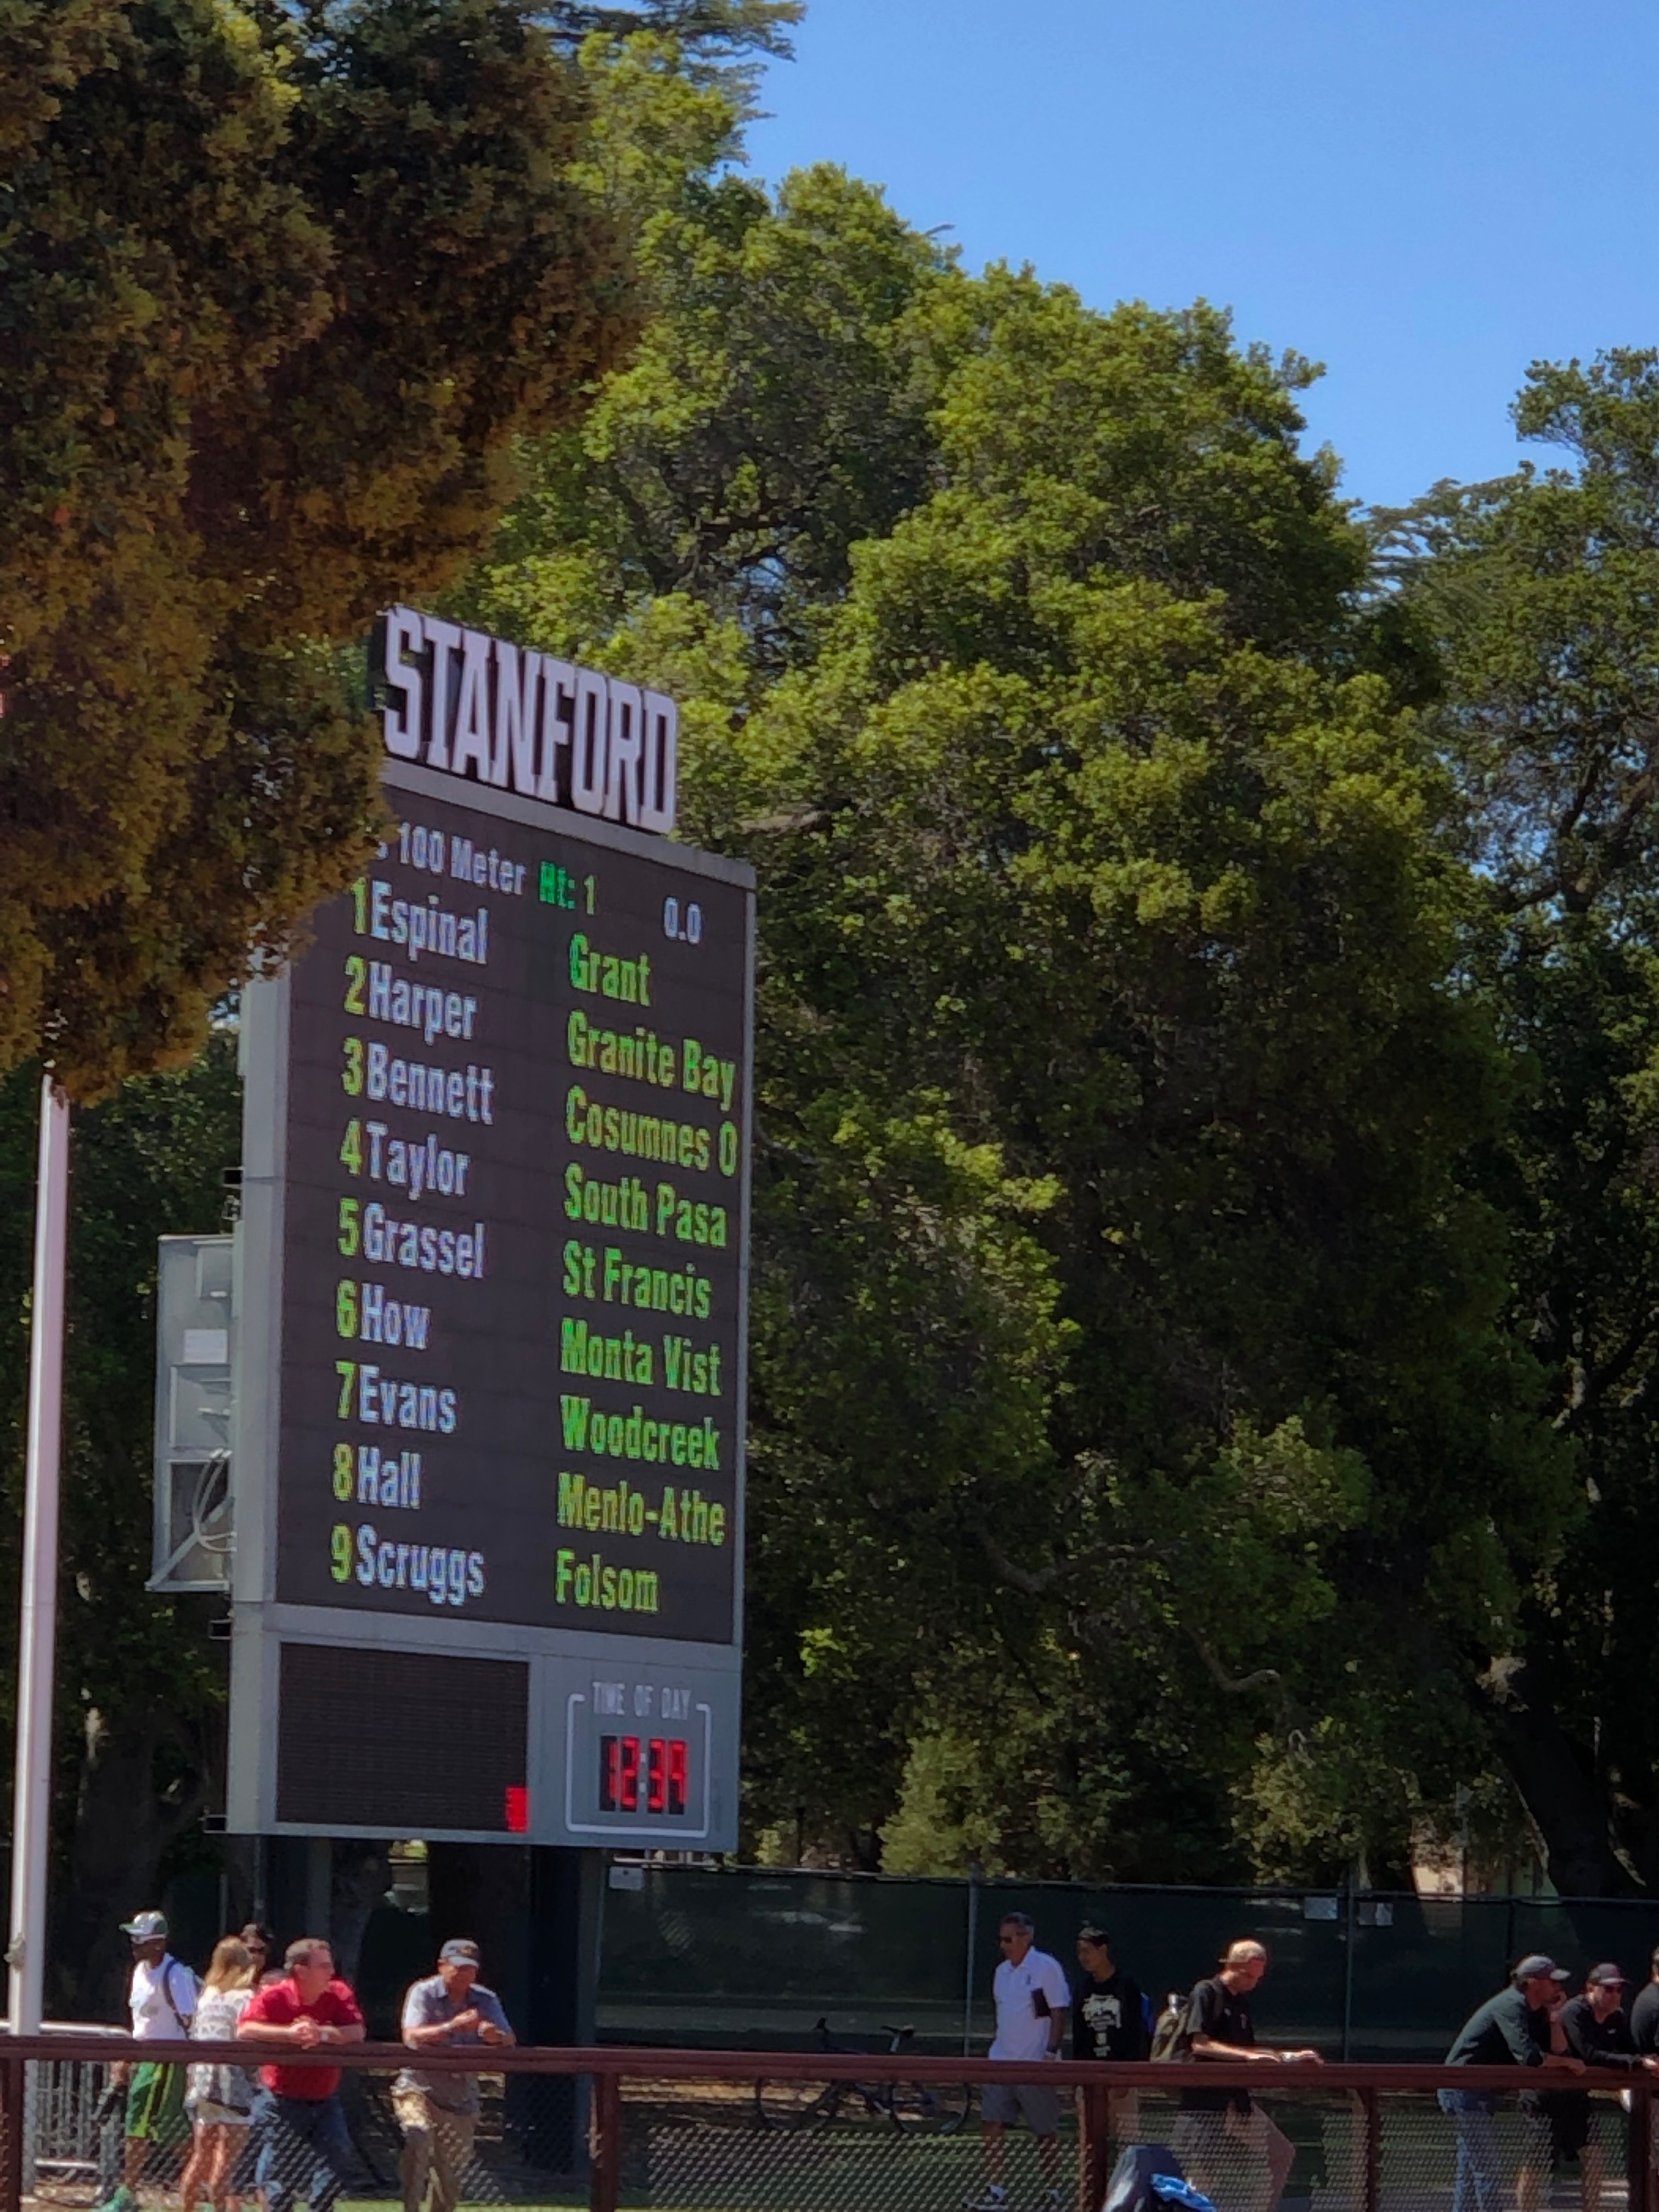 STANFORD
100 Meter Ht: 1 0.0
1 Espinal Grant
2 Harper Granite Bay
3 Bennett Cosumnes O
4 Taylor South Pasa
5 Grassel St Francis
6 How Monta Vist
7 Evans Woodcreek
8 Hall Menlo-Athe
9 Scruggs Folsom
TIME OF DAY
12:34